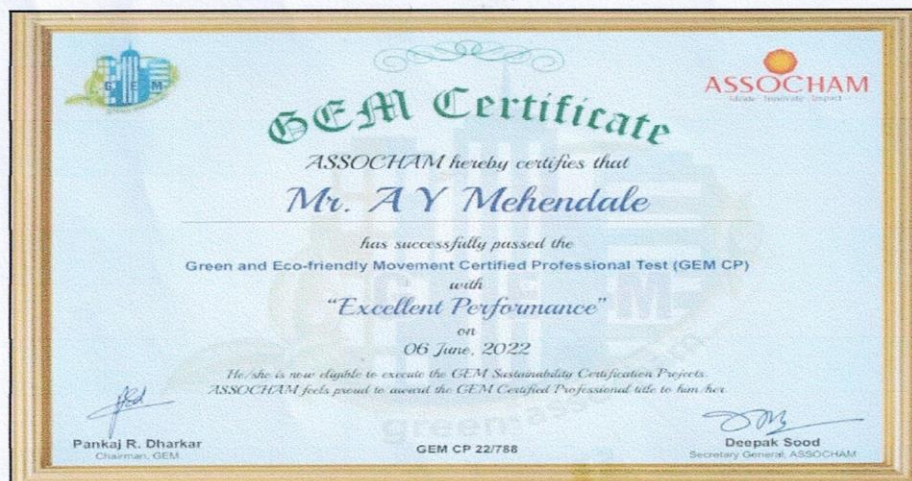 G E M
ASSOCHAM
GEM Certificate
ASSOCHAM hereby certifies that
Mr. A Y Mehendale
has successfully passed the
Green and Eco-friendly Movement Certified Professional Test (GEM CP)
with
“Excellent Performance”
on
06 June, 2022
He/she is now eligible to execute the GEM Sustainability Certification Projects.
ASSOCHAM feels proud to award the GEM Certified Professional title to him/her
Pankaj R. Dharkar
Chairman, GEM
GEM CP 22/788
Deepak Sood
Secretary General, ASSOCHAM